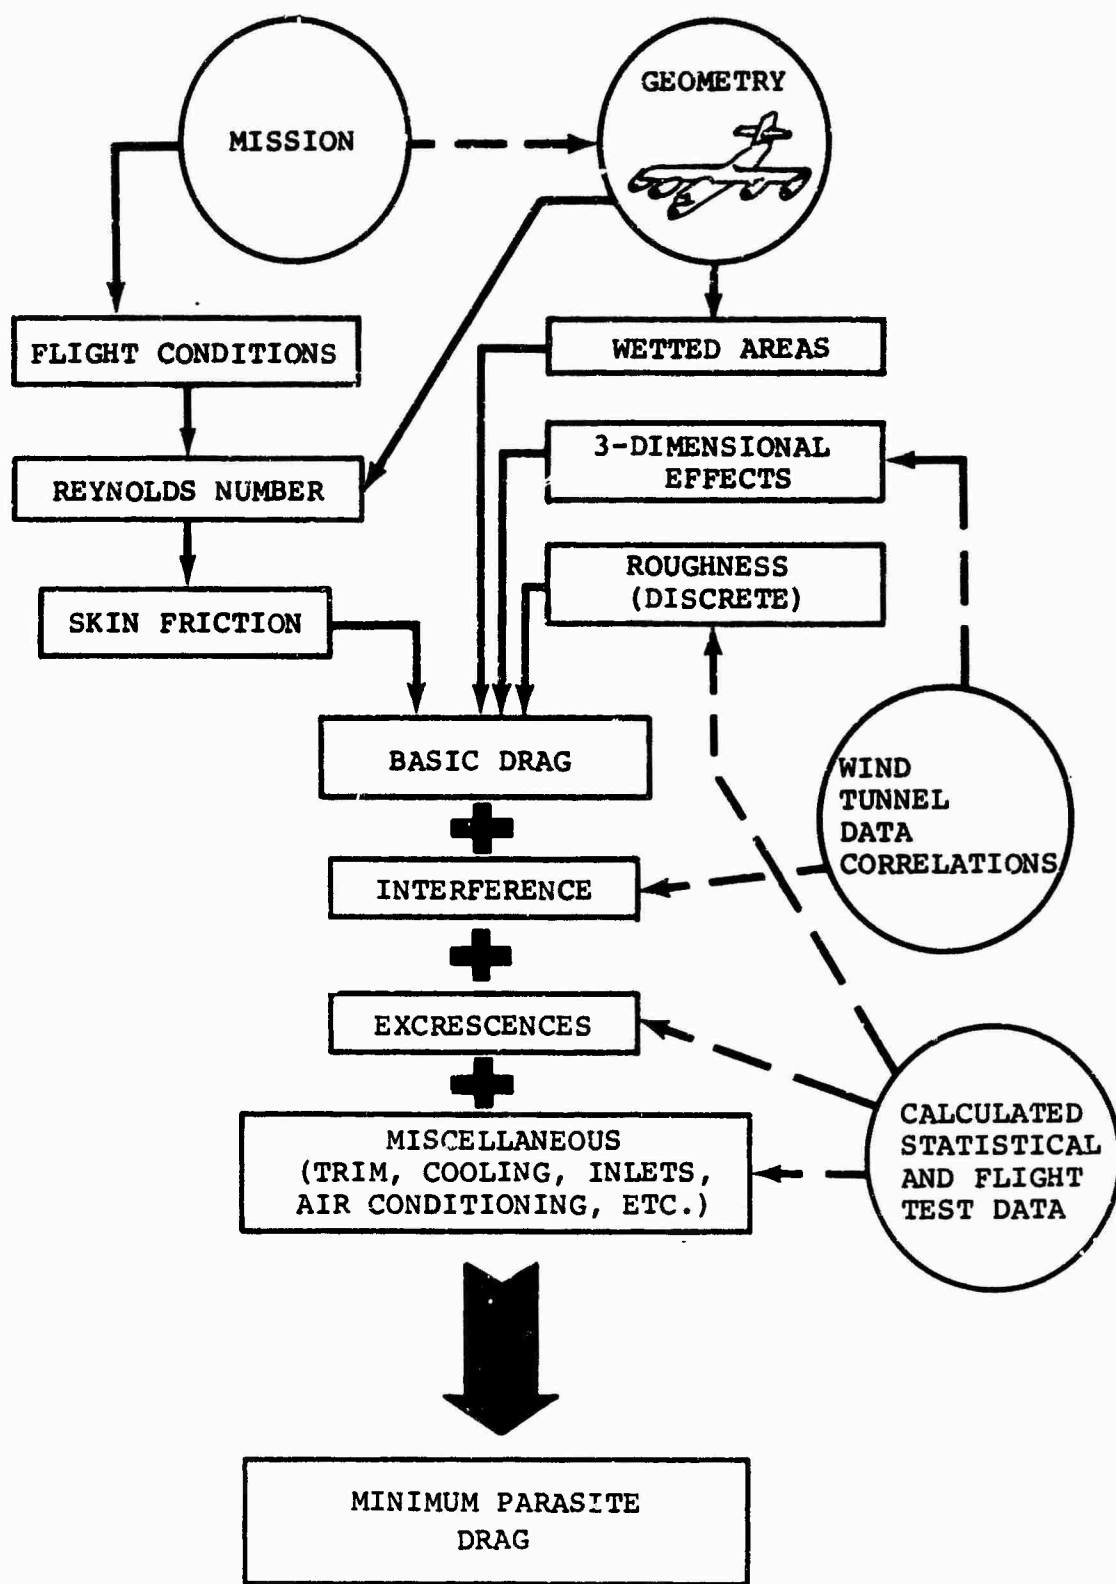 MISSION
GEOMETRY
FLIGHT CONDITIONS
WETTED AREAS
3-DIMENSIONAL
EFFECTS
REYNOLDS NUMBER
ROUGHNESS
(DISCRETE)
SKIN FRICTION
BASIC DRAG
WIND
TUNNEL
DATA
CORRELATIONS
INTERFERENCE
EXCRESCENCES
CALCULATED
STATISTICAL
AND FLIGHT
TEST DATA
MISCELLANEOUS
(TRIM, COOLING, INLETS,
AIR CONDITIONING, ETC.)
MINIMUM PARASITE
DRAG